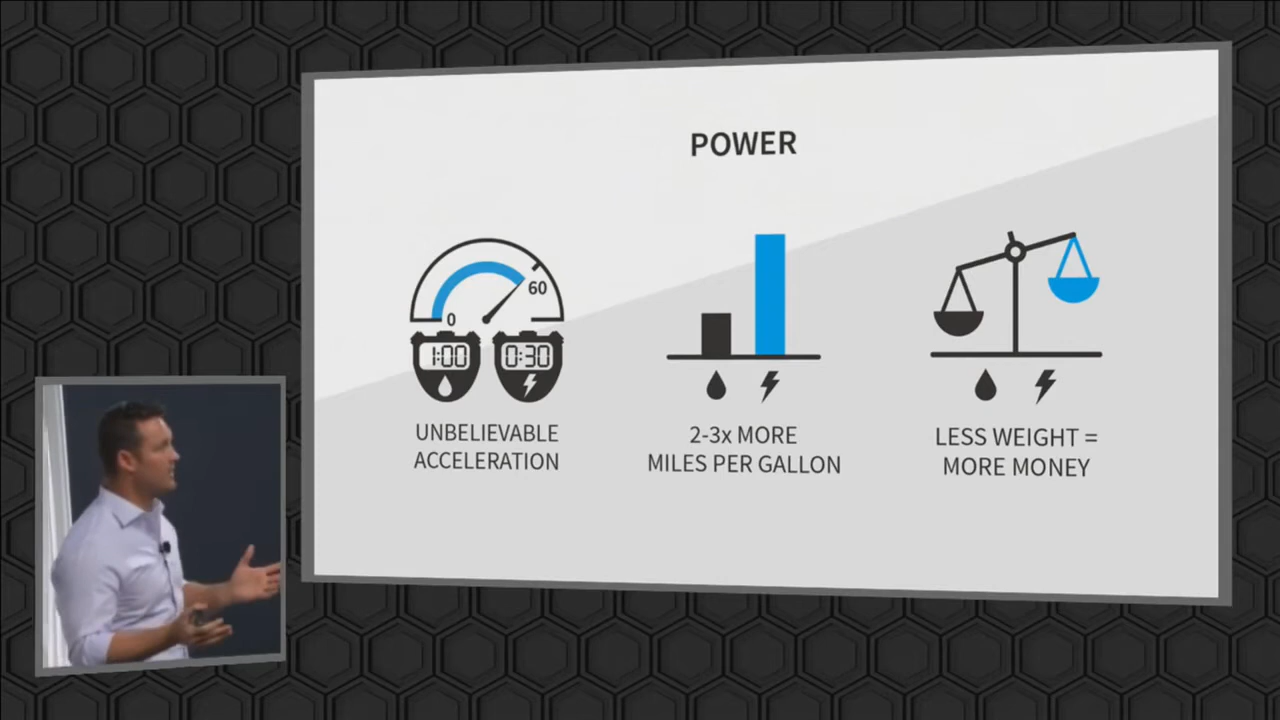 POWER
60
0
1:00
0:30
UNBELIEVABLE
ACCELERATION
2-3x MORE
MILES PER GALLON
LESS WEIGHT =
MORE MONEY